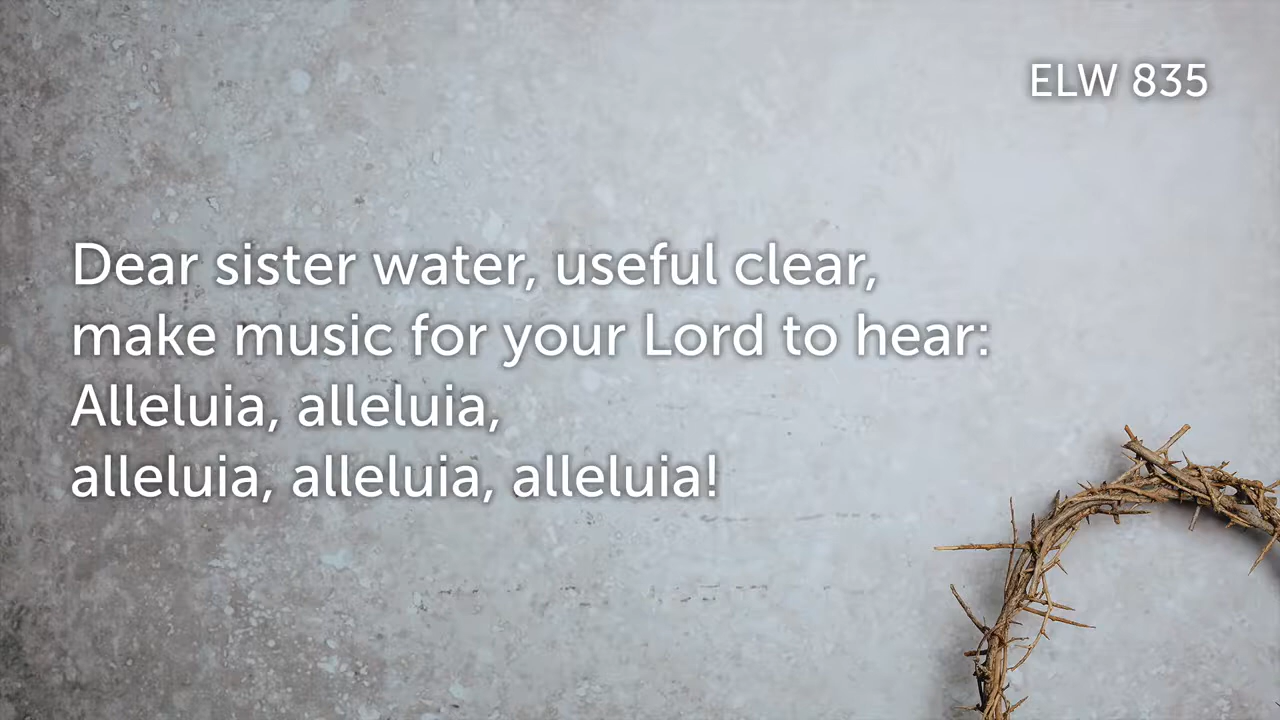 ELW 835
Dear sister water, useful clear,
make music for your Lord to hear:
Alleluia, alleluia,
alleluia, alleluia, alleluia!